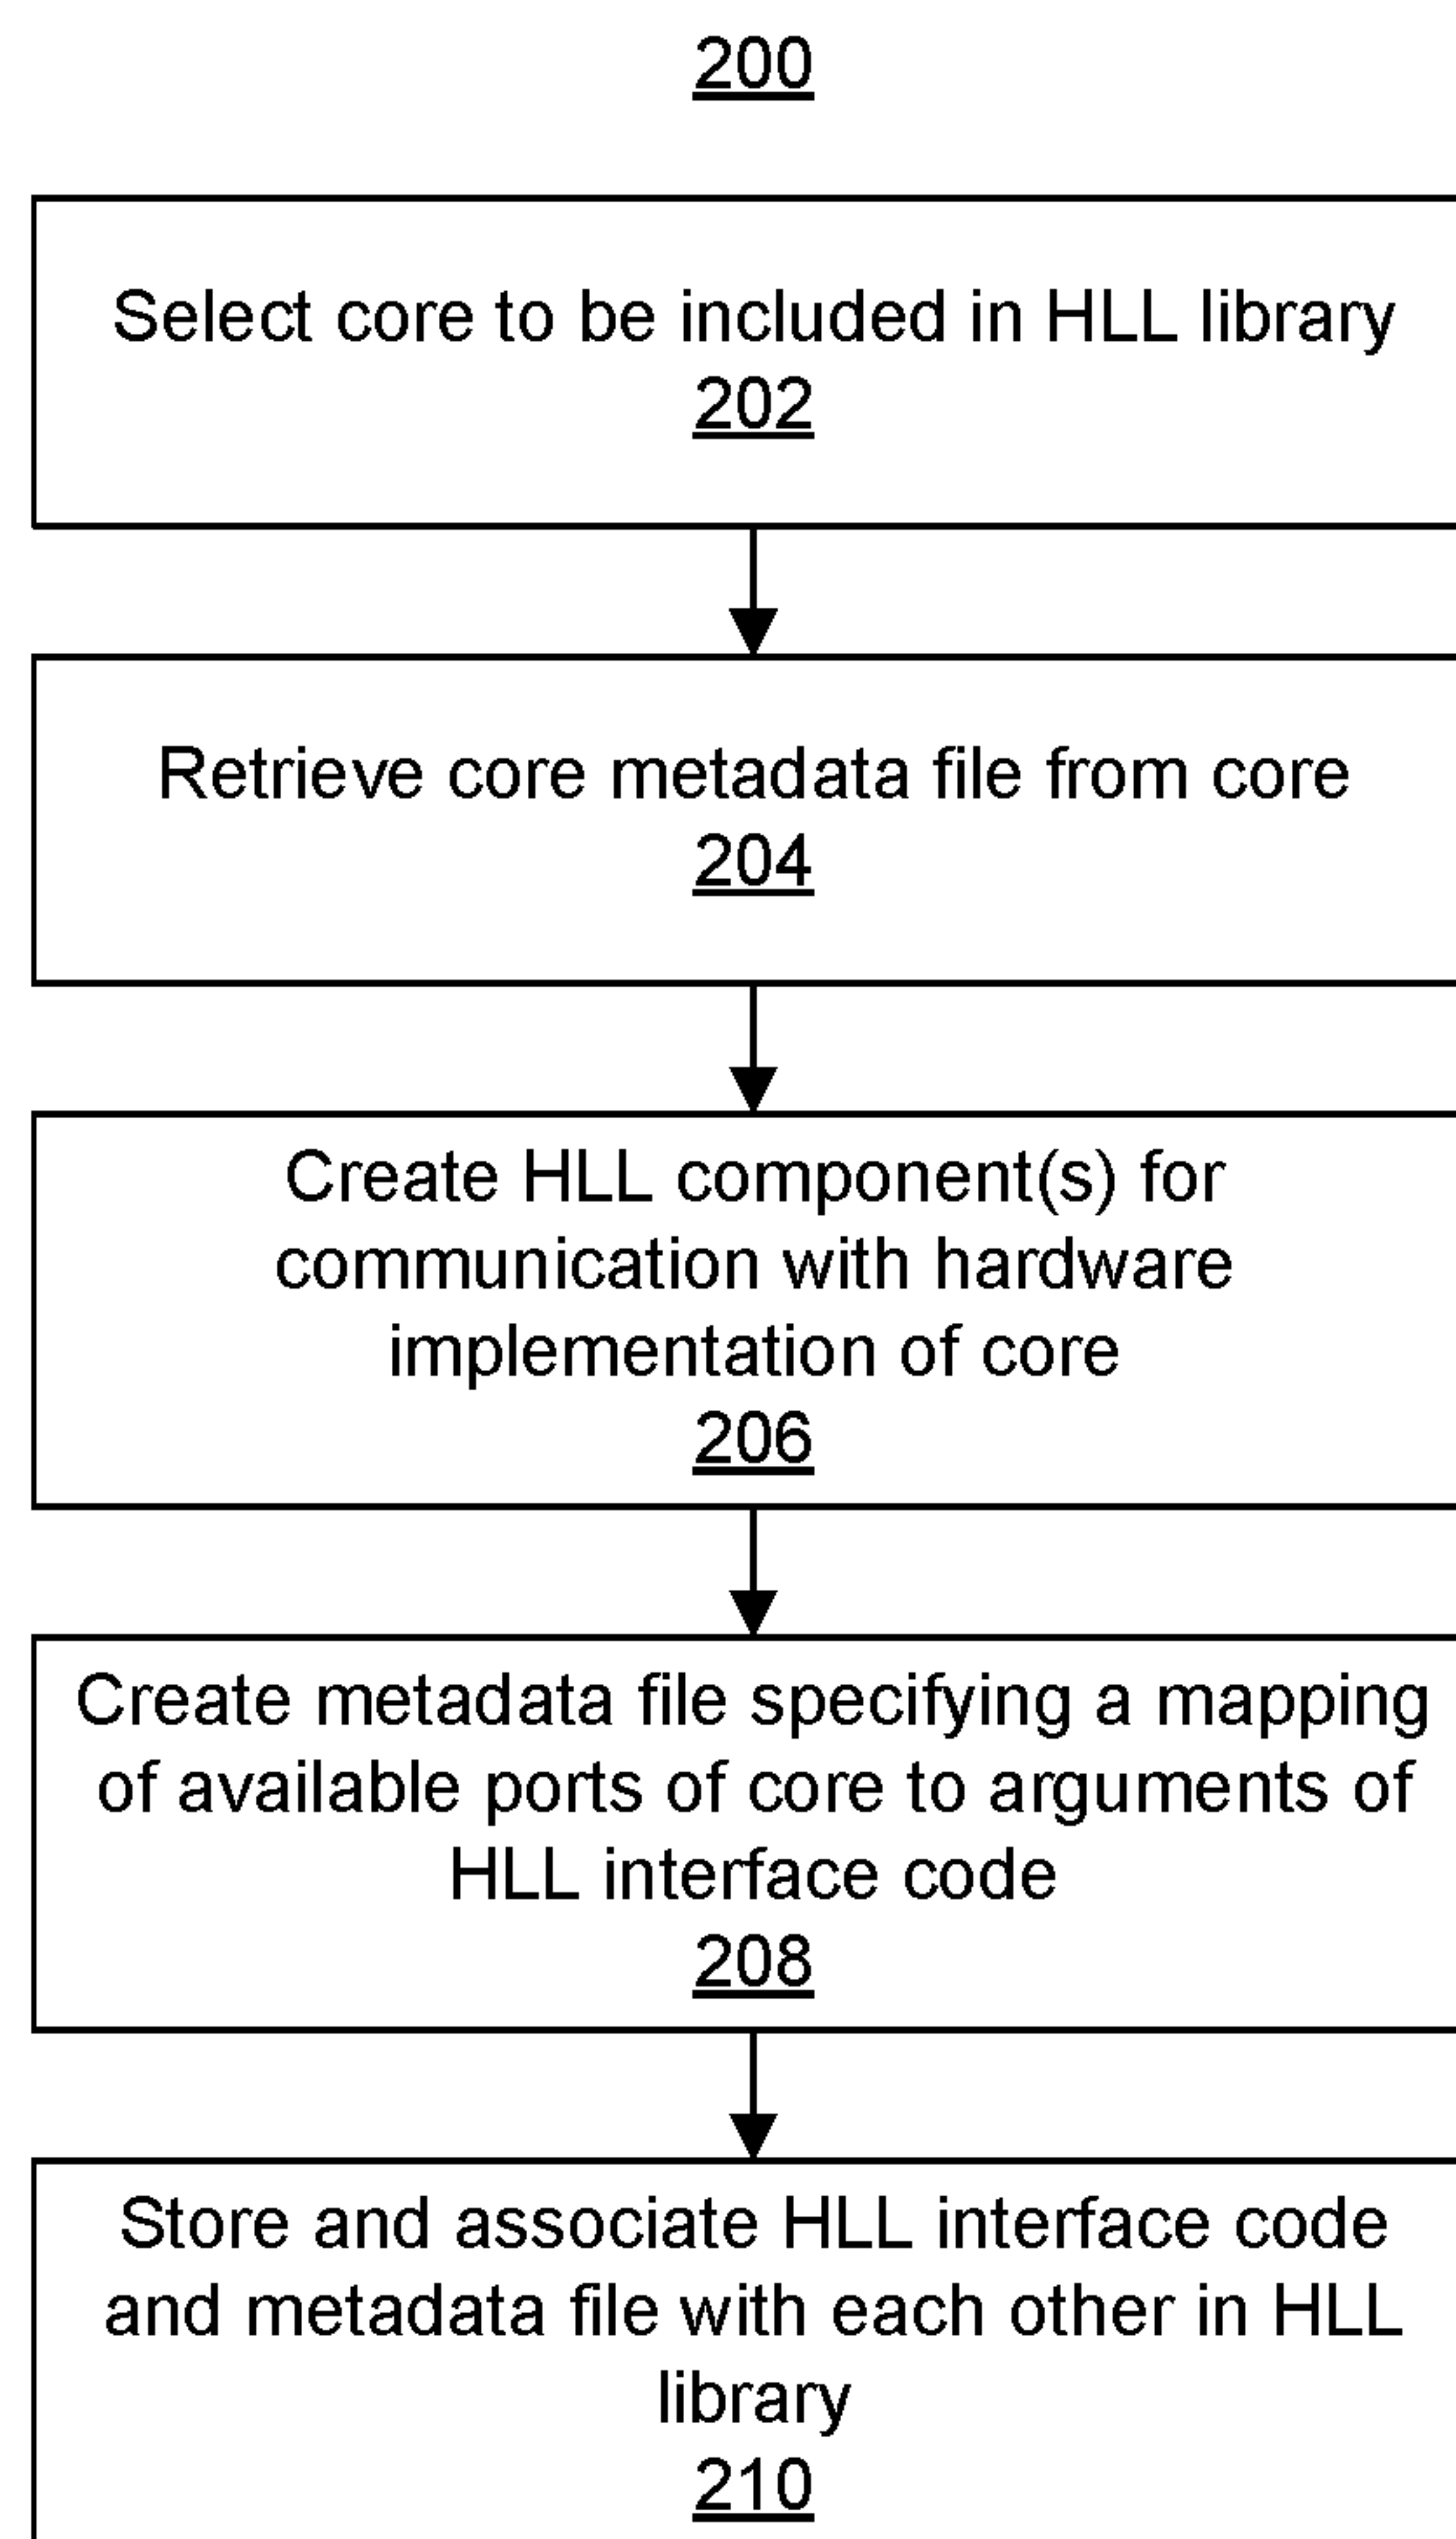 200
Select core to be included in HLL library
202
Retrieve core metadata file from core
204
Create HLL component(s) for
communication with hardware
implementation of core
206
Create metadata file specifying a mapping
of available ports of core to arguments of
HLL interface code
208
Store and associate HLL interface code
and metadata file with each other in HLL
library
210